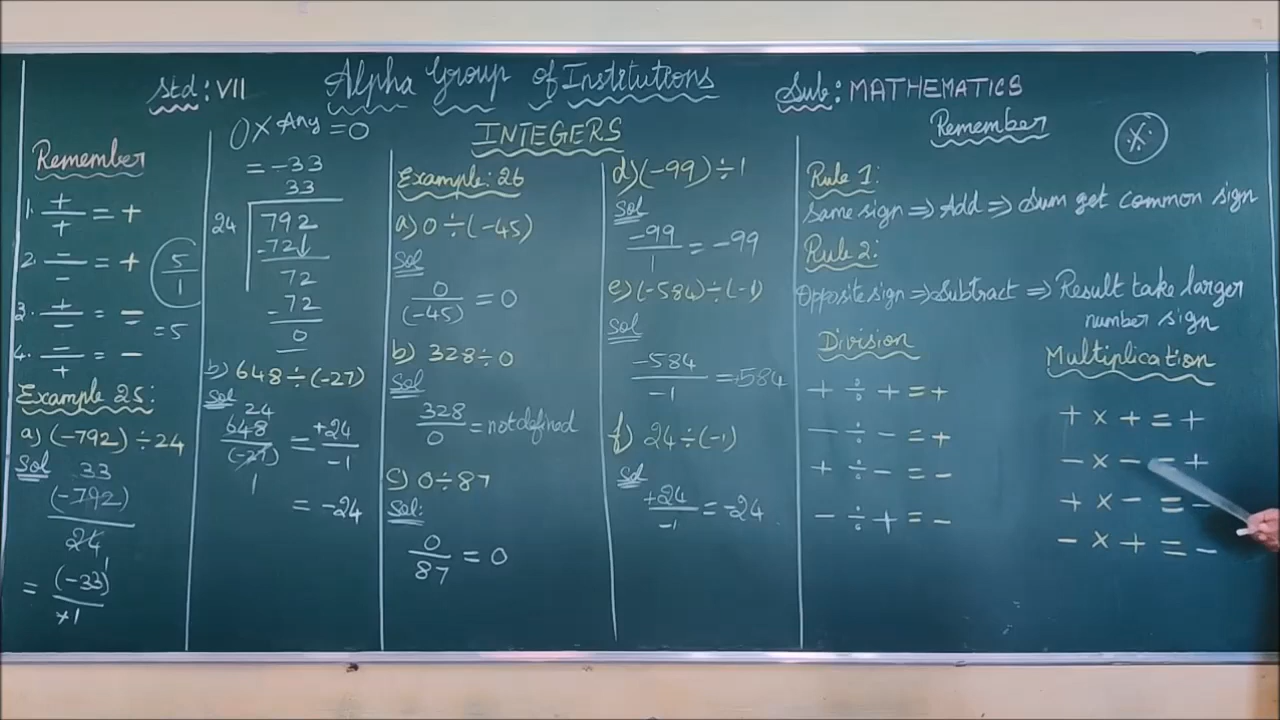 Std: VII
Alpha Group of Institutions
Sub: MATHEMATICS
INTEGERS
Remember
1. +/+ = +
2. -/- = +
3. +/- = -
4. -/+ = -
5/1
= 5
Example 25:
a) (-792) ÷ 24
Sol
33
(-792)
24
1
= (-33)/+1
0 × Any = 0
= -33
33
24 792
-72↓
72
-72
0
b) 648 ÷ (-27)
Sol
24
648/(-27) = +24/-1
1
= -24
Example: 26
a) 0 ÷ (-45)
Sol
0/(-45) = 0
b) 328 ÷ 0
Sol
328/0 = not defined
c) 0 ÷ 87
Sol:
0/87 = 0
d) (-99) ÷ 1
Sol
-99/1 = -99
e) (-584) ÷ (-1)
Sol
-584/-1 = +584
f) 24 ÷ (-1)
Sol
+24/-1 = -24
Remember
Rule 1:
Same sign ⇒ Add ⇒ Sum get common sign
Rule 2:
Opposite sign ⇒ Subtract ⇒ Result take larger
number sign
Division
+ ÷ + = +
- ÷ - = +
+ ÷ - = -
- ÷ + = -
Multiplication
+ × + = +
- × - = +
+ × - = -
- × + = -